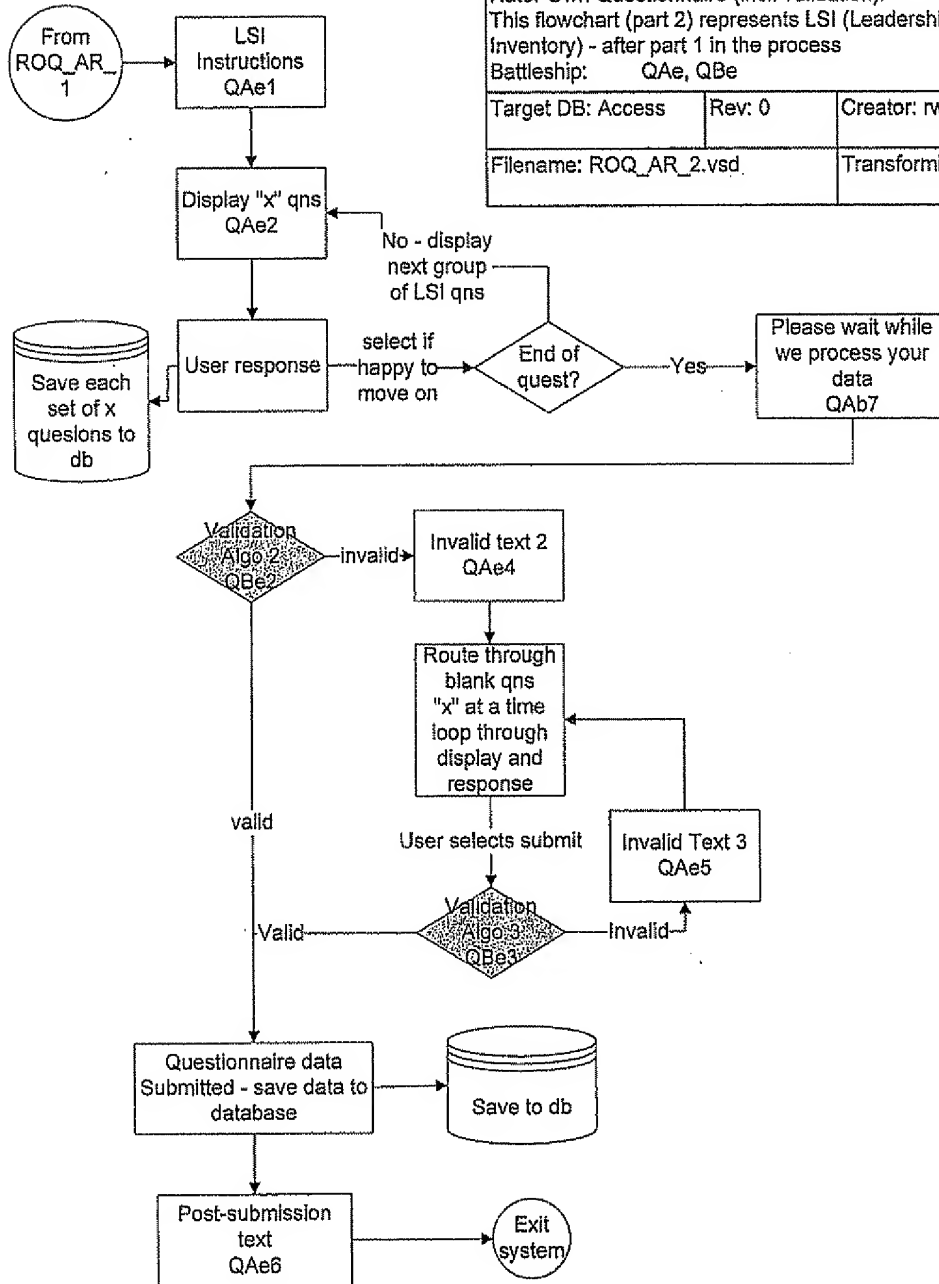 From
ROQ_AR_
1
LSI
Instructions
QAe1
This flowchart (part 2) represents LSI (Leadershi
Inventory) - after part 1 in the process
Battleship: QAe, QBe
Target DB: Access
Rev: 0
Creator: rw
Filename: ROQ_AR_2.vsd
Transformi
Display "x" qns
QAe2
No - display
next group
of LSI qns
Save each
set of x
quesions to
db
User response
select if
happy to
move on
End of
quest?
Yes
Please wait while
we process your
data
QAb7
Validation
Algo 2
QBe2
invalid
Invalid text 2
QAe4
Route through
blank qns
"x" at a time
loop through
display and
response
valid
User selects submit
Invalid Text 3
QAe5
Validation
Algo 3
QBe3
Valid
Invalid
Questionnaire data
Submitted - save data to
database
Save to db
Post-submission
text
QAe6
Exit
system